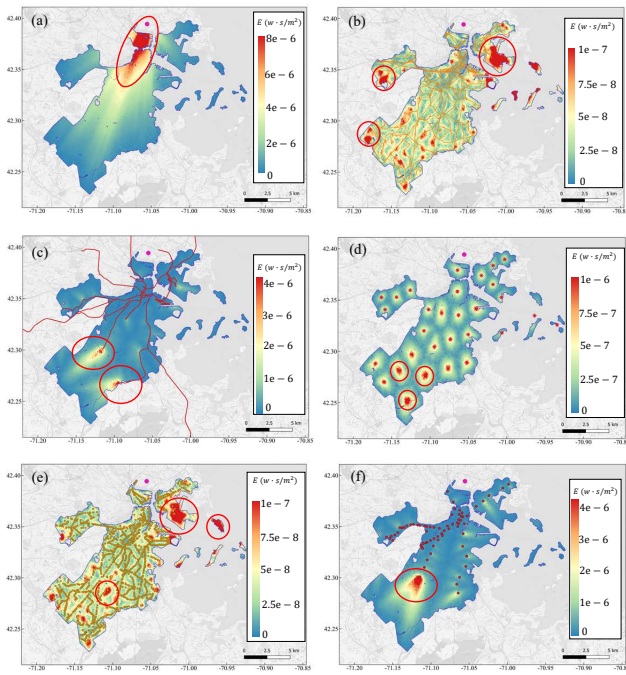 (a)
E (w · s/m²)
8e − 6
6e − 6
4e − 6
2e − 6
0
42.40
42.35
42.30
42.25
0 2.5 5 km
-71.20 -71.15 -71.10 -71.05 -71.00 -70.95 -70.90 -70.85
(b)
E (w · s/m²)
1e − 7
7.5e − 8
5e − 8
2.5e − 8
0
42.40
42.35
42.30
42.25
0 2.5 5 km
-71.20 -71.15 -71.10 -71.05 -71.00 -70.95 -70.90 -70.8
(c)
E (w · s/m²)
4e − 6
3e − 6
2e − 6
1e − 6
0
42.40
42.35
42.30
42.25
0 2.5 5 km
-71.20 -71.15 -71.10 -71.05 -71.00 -70.95 -70.90 -70.85
(d)
E (w · s/m²)
1e − 6
7.5e − 7
5e − 7
2.5e − 7
0
42.40
42.35
42.30
42.25
0 2.5 5 km
-71.20 -71.15 -71.10 -71.05 -71.00 -70.95 -70.90 -70.8
(e)
E (w · s/m²)
1e − 7
7.5e − 8
5e − 8
2.5e − 8
0
42.40
42.35
42.30
42.25
0 2.5 5 km
-71.20 -71.15 -71.10 -71.05 -71.00 -70.95 -70.90 -70.85
(f)
E (w · s/m²)
4e − 6
3e − 6
2e − 6
1e − 6
0
42.40
42.35
42.30
42.25
0 2.5 5 km
-71.20 -71.15 -71.10 -71.05 -71.00 -70.95 -70.90 -70.8